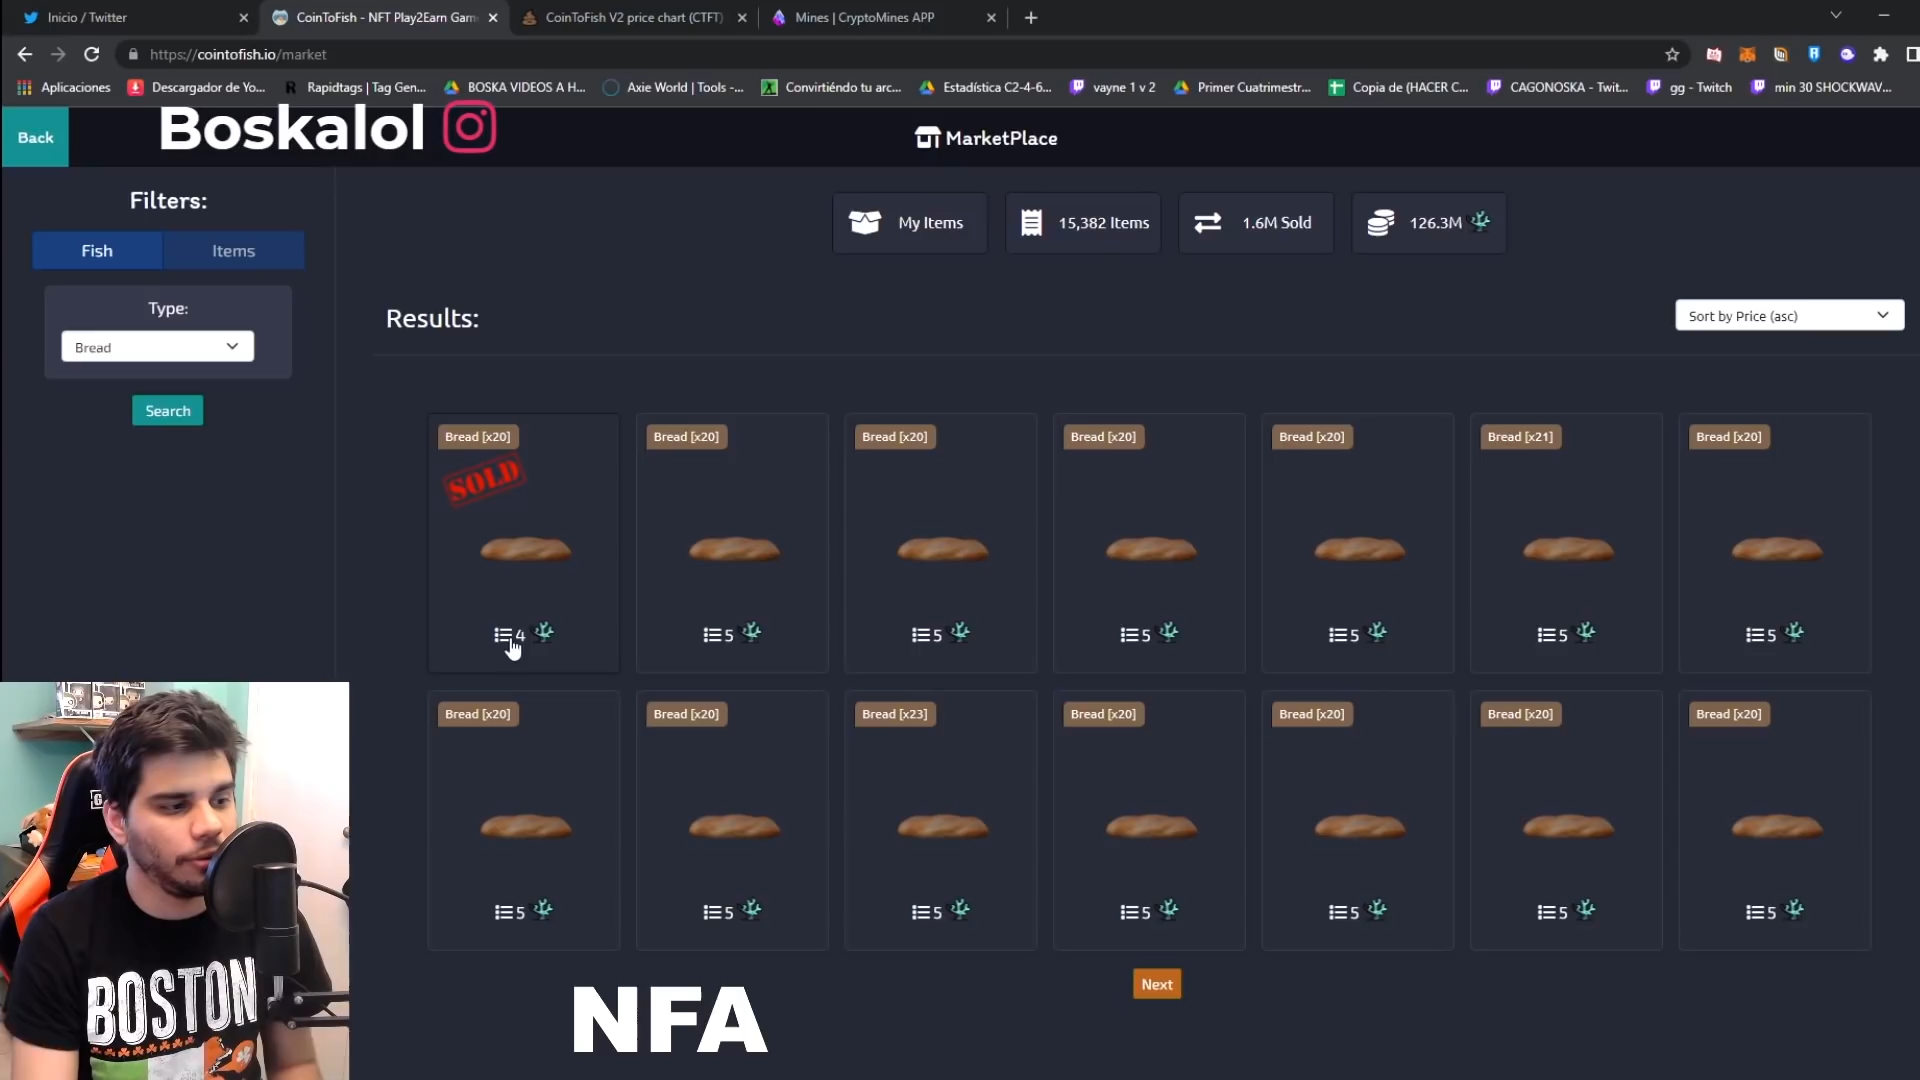 Inicio / Twitter
CoinToFish - NFT Play2Earn Gam
CoinToFish V2 price chart (CTFT)
Mines | CryptoMines APP
https://cointofish.io/market
Aplicaciones
Descargador de Yo...
Rapidtags | Tag Gen...
BOSKA VIDEOS A H...
Axie World | Tools -...
Convirtiéndo tu arc...
Estadística C2-4-6...
vayne 1 v 2
Primer Cuatrimestr...
Copia de (HACER C...
CAGONOSKA - Twit...
gg - Twitch
min 30 SHOCKWAV...
Back
Boskalol
MarketPlace
Filters:
Fish
Items
Type:
Bread
Search
My Items
15,382 Items
1.6M Sold
126.3M
Results:
Sort by Price (asc)
Bread [x20]
Bread [x20]
Bread [x20]
Bread [x20]
Bread [x20]
Bread [x21]
Bread [x20]
SOLD
4
5
5
5
5
5
5
Bread [x20]
Bread [x20]
Bread [x23]
Bread [x20]
Bread [x20]
Bread [x20]
Bread [x20]
5
5
5
5
5
5
5
Next
NFA
BOSTON